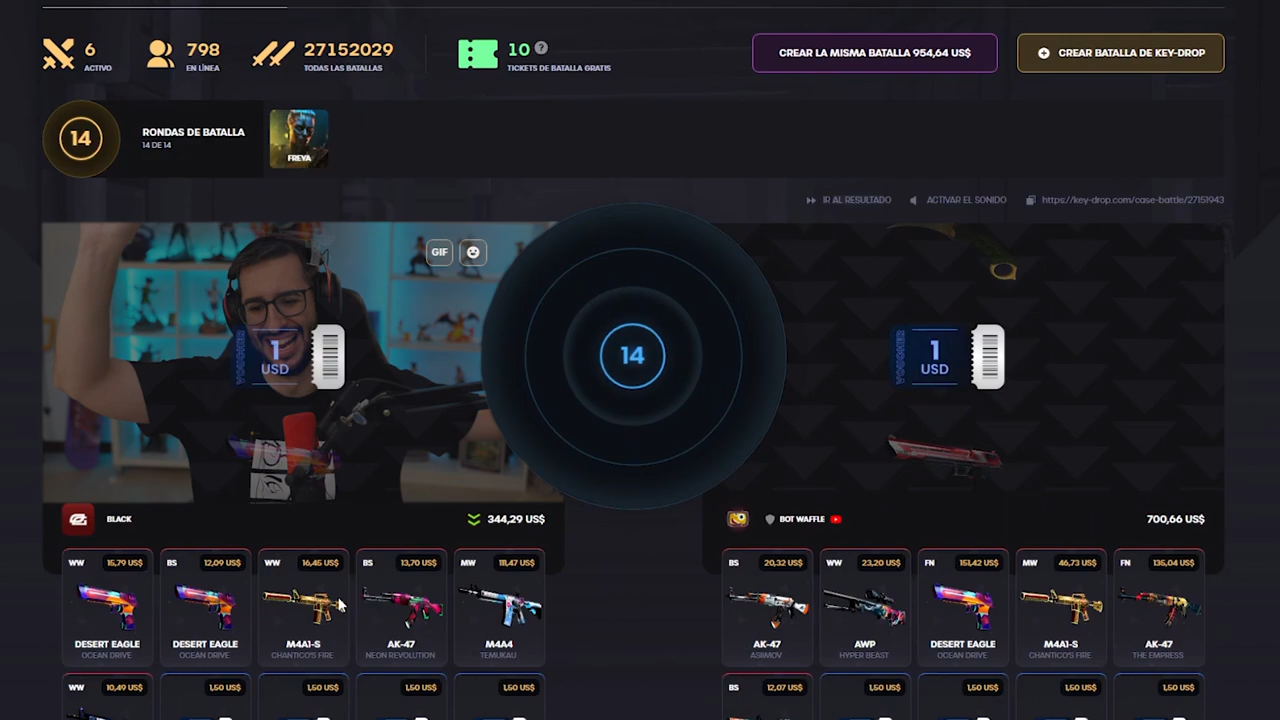 6
ACTIVO
798
EN LÍNEA
27152029
TODAS LAS BATALLAS
10 ?
TICKETS DE BATALLA GRATIS
CREAR LA MISMA BATALLA 954,64 US$
CREAR BATALLA DE KEY-DROP
14
RONDAS DE BATALLA
14 DE 14
FREYA
IR AL RESULTADO
ACTIVAR EL SONIDO
https://key-drop.com/case-battle/27151943
GIF
VOUCHER
1
USD
14
VOUCHER
1
USD
BLACK
344,29 US$
BOT WAFFLE
700,66 US$
WW 15,79 US$
DESERT EAGLE
OCEAN DRIVE
BS 12,09 US$
DESERT EAGLE
OCEAN DRIVE
WW 16,45 US$
M4A1-S
CHANTICO'S FIRE
BS 13,70 US$
AK-47
NEON REVOLUTION
MW 111,47 US$
M4A4
TEMUKAU
BS 20,32 US$
AK-47
ASIIMOV
WW 23,20 US$
AWP
HYPER BEAST
FN 151,42 US$
DESERT EAGLE
OCEAN DRIVE
MW 46,73 US$
M4A1-S
CHANTICO'S FIRE
FN 135,04 US$
AK-47
THE EMPRESS
WW 10,49 US$
1,50 US$
1,50 US$
1,50 US$
1,50 US$
BS 12,07 US$
1,50 US$
1,50 US$
1,50 US$
1,50 US$